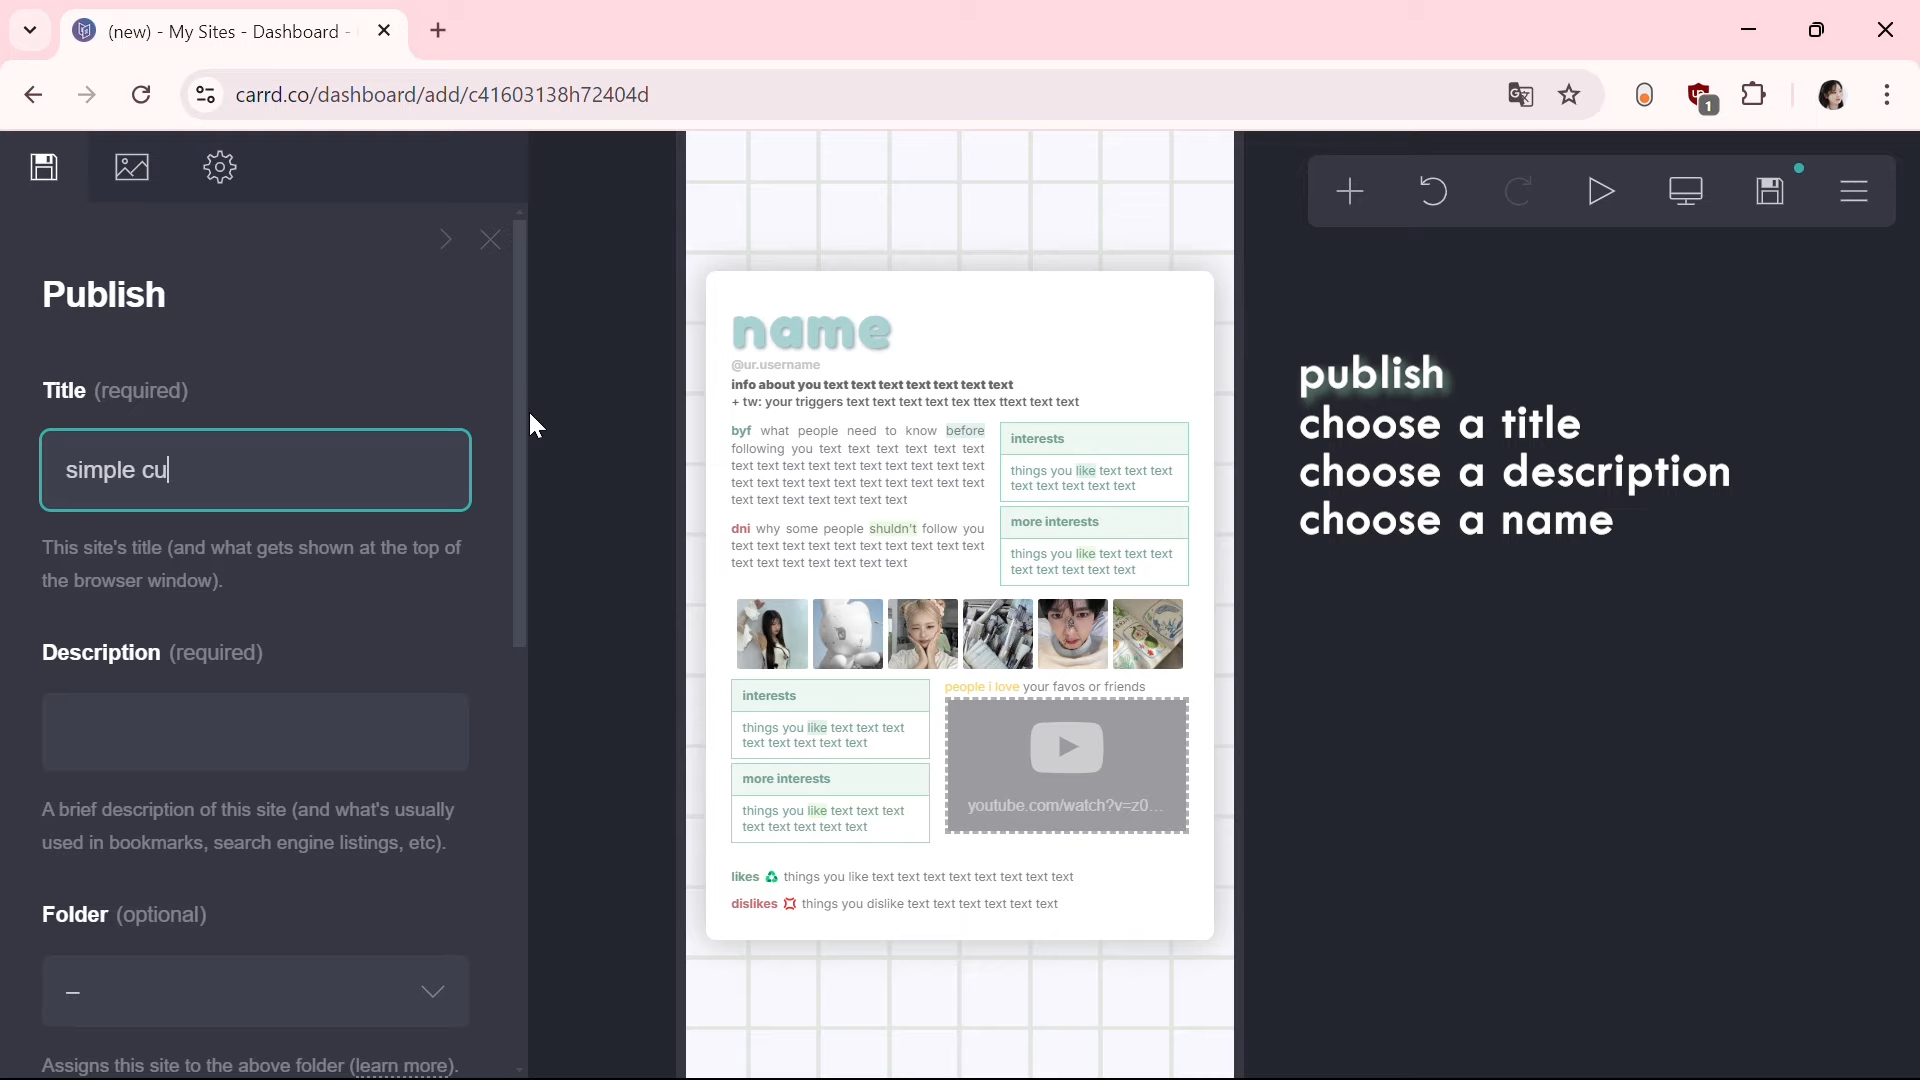 (new) - My Sites - Dashboard -
carrd.co/dashboard/add/c41603138h72404d
1
Publish
Title (required)
simple cu
This site's title (and what gets shown at the top of
the browser window).
Description (required)
A brief description of this site (and what's usually
used in bookmarks, search engine listings, etc).
Folder (optional)
–
Assigns this site to the above folder (learn more).
name
@ur.username
info about you text text text text text text text
+ tw: your triggers text text text text tex ttex ttext text text
byf what people need to know before
following you text text text text text text
text text text text text text text text text text
text text text text text text text text text text
text text text text text text text
dni why some people shuldn't follow you
text text text text text text text text text text
text text text text text text text
interests
things you like text text text
text text text text text
more interests
things you like text text text
text text text text text
interests
things you like text text text
text text text text text
more interests
things you like text text text
text text text text text
people i love your favos or friends
youtube.com/watch?v=z0...
likes ♻ things you like text text text text text text text text
dislikes 💢 things you dislike text text text text text text
publish
choose a title
choose a description
choose a name